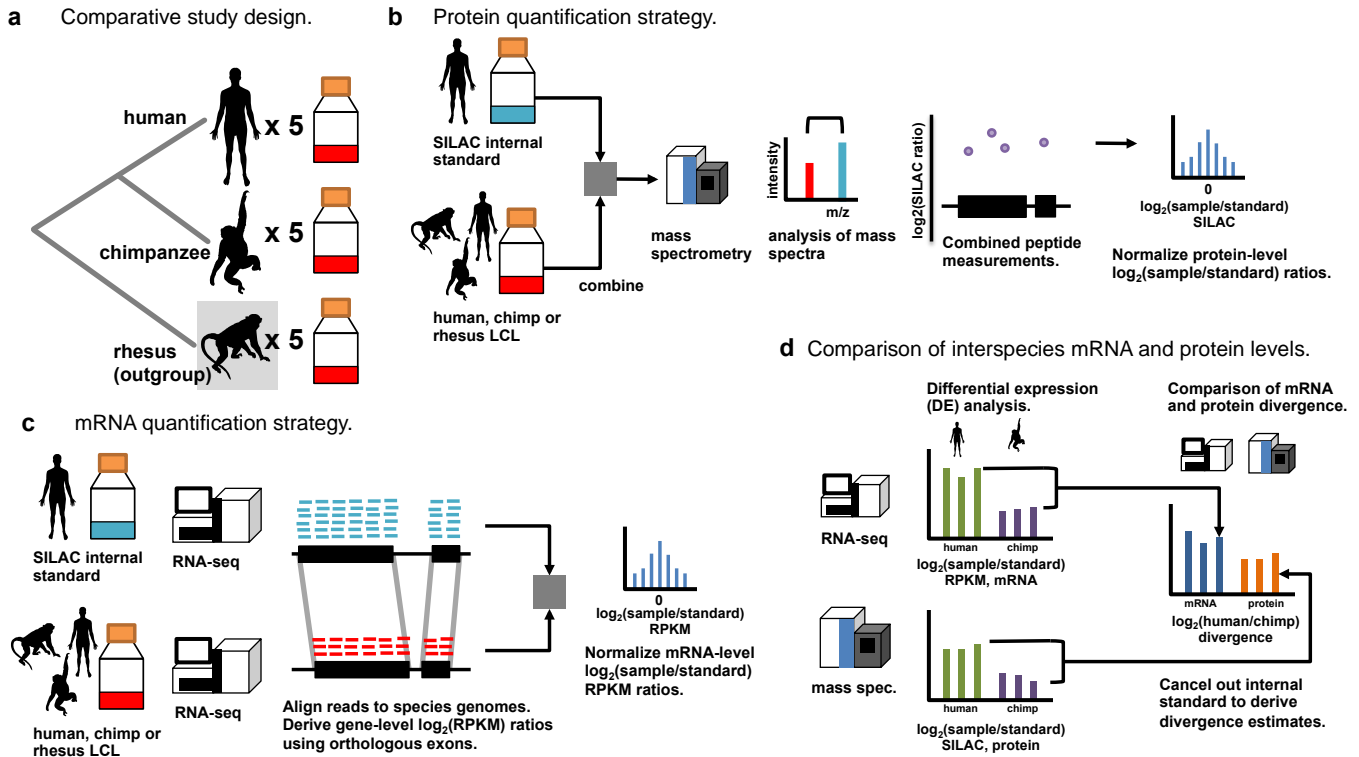 a Comparative study design.
human
x 5
chimpanzee
x 5
rhesus
(outgroup)
x 5
b Protein quantification strategy.
SILAC internal
standard
human, chimp or
rhesus LCL
combine
mass
spectrometry
intensity
m/z
analysis of mass
spectra
log2(SILAC ratio)
Combined peptide
measurements.
0
log₂(sample/standard)
SILAC
Normalize protein-level
log₂(sample/standard) ratios.
c mRNA quantification strategy.
SILAC internal
standard
RNA-seq
human, chimp or
rhesus LCL
RNA-seq
Align reads to species genomes.
Derive gene-level log₂(RPKM) ratios
using orthologous exons.
0
log₂(sample/standard)
RPKM
Normalize mRNA-level
log₂(sample/standard)
RPKM ratios.
d Comparison of interspecies mRNA and protein levels.
Differential expression
(DE) analysis.
Comparison of mRNA
and protein divergence.
RNA-seq
human chimp
log₂(sample/standard)
RPKM, mRNA
mRNA protein
log₂(human/chimp)
divergence
mass spec.
human chimp
log₂(sample/standard)
SILAC, protein
Cancel out internal
standard to derive
divergence estimates.